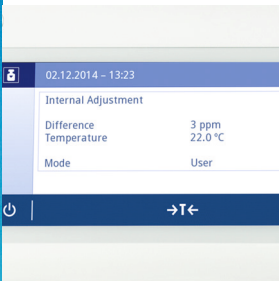 02.12.2014 – 13:23
Internal Adjustment
Difference 3 ppm
Temperature 22.0 °C
Mode User
→T←